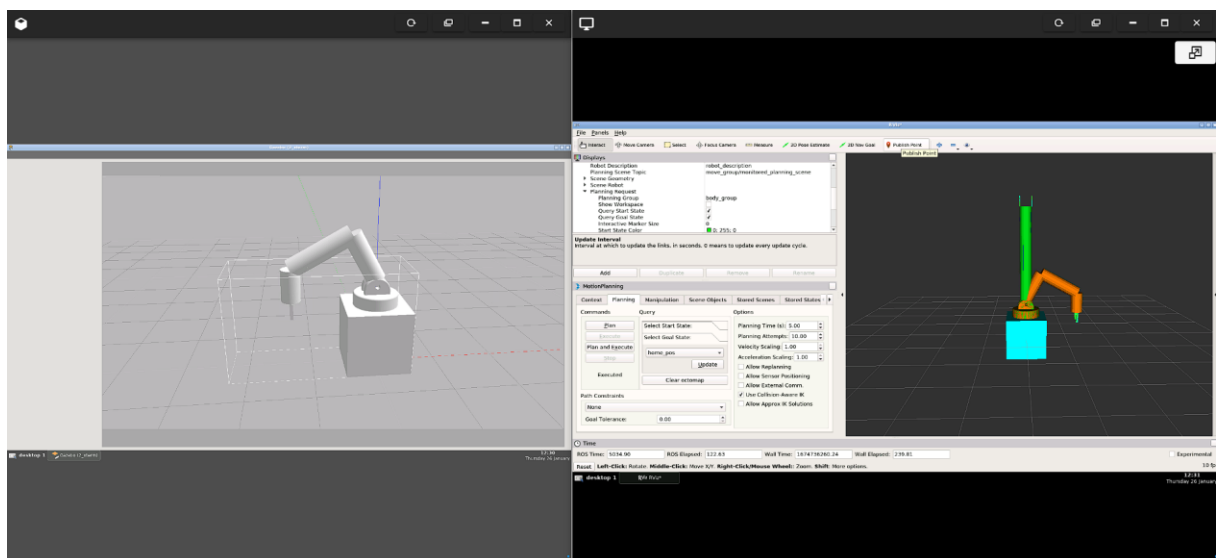 Gazebo
desktop 1
12:30
Thursday 26 January
RViz*
File Panels Help
Interact Move Camera Select Focus Camera Measure 2D Pose Estimate 2D Nav Goal Publish Point
Publish Point
Displays
Robot Description robot_description
Planning Scene Topic move_group/monitored_planning_scene
Scene Geometry
Scene Robot
Planning Request
Planning Group body_group
Show Workspace
Query Start State
Query Goal State
Interactive Marker Size 0
Start State Color 0; 255; 0
Update Interval
Interval at which to update the links, in seconds. 0 means to update every update cycle.
Add Duplicate Remove Rename
MotionPlanning
Context Planning Manipulation Scene Objects Stored Scenes Stored States
Commands Query Options
Plan Select Start State: Planning Time (s): 5.00
Execute Select Goal State: Planning Attempts: 10.00
Plan and Execute home_pos Velocity Scaling: 1.00
Stop Update Acceleration Scaling: 1.00
Executed Clear octomap Allow Replanning
Allow Sensor Positioning
Allow External Comm.
Path Constraints Use Collision-Aware IK
None Allow Approx IK Solutions
Goal Tolerance: 0.00
Time
ROS Time: 5034.90 ROS Elapsed: 122.63 Wall Time: 1674736260.24 Wall Elapsed: 239.81 Experimental
Reset Left-Click: Rotate. Middle-Click: Move X/Y. Right-Click/Mouse Wheel: Zoom. Shift: More options.
desktop 1
12:31
Thursday 26 January